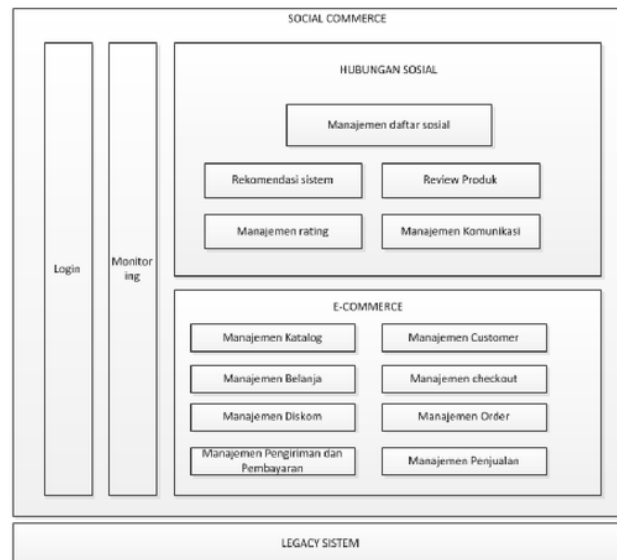 SOCIAL COMMERCE
Login
Monitor
ing
HUBUNGAN SOSIAL
Manajemen daftar sosial
Rekomendasi sistem
Review Produk
Manajemen rating
Manajemen Komunikasi
E-COMMERCE
Manajemen Katalog
Manajemen Customer
Manajemen Belanja
Manajemen checkout
Manajemen Diskom
Manajemen Order
Manajemen Pengiriman dan
Pembayaran
Manajemen Penjualan
LEGACY SISTEM